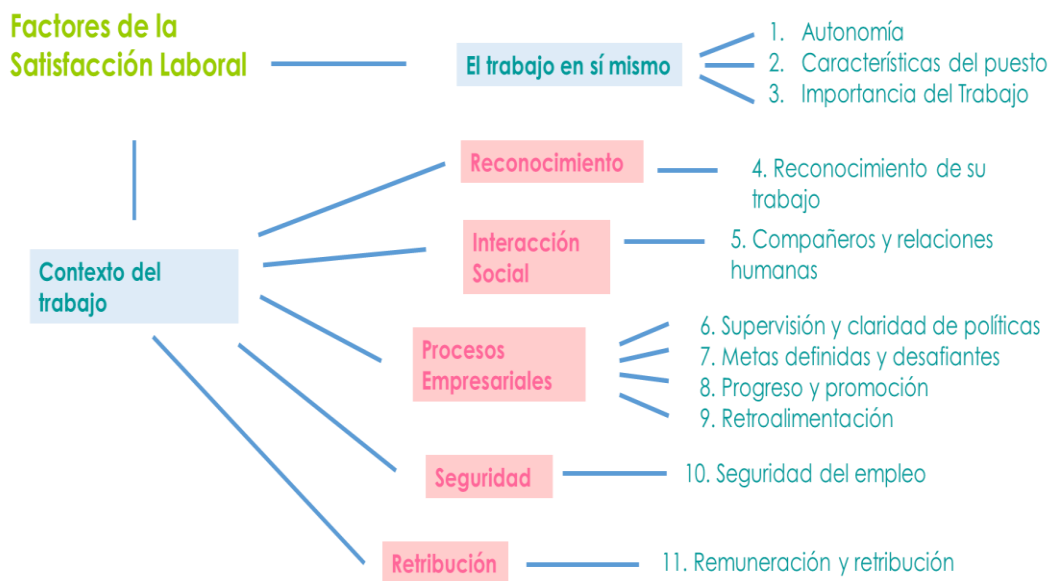 Factores de la
Satisfacción Laboral
El trabajo en sí mismo
1. Autonomía
2. Características del puesto
3. Importancia del Trabajo
Reconocimiento
4. Reconocimiento de su
trabajo
Interacción
Social
5. Compañeros y relaciones
humanas
Contexto del
trabajo
Procesos
Empresariales
6. Supervisión y claridad de políticas
7. Metas definidas y desafiantes
8. Progreso y promoción
9. Retroalimentación
Seguridad
10. Seguridad del empleo
Retribución
11. Remuneración y retribución